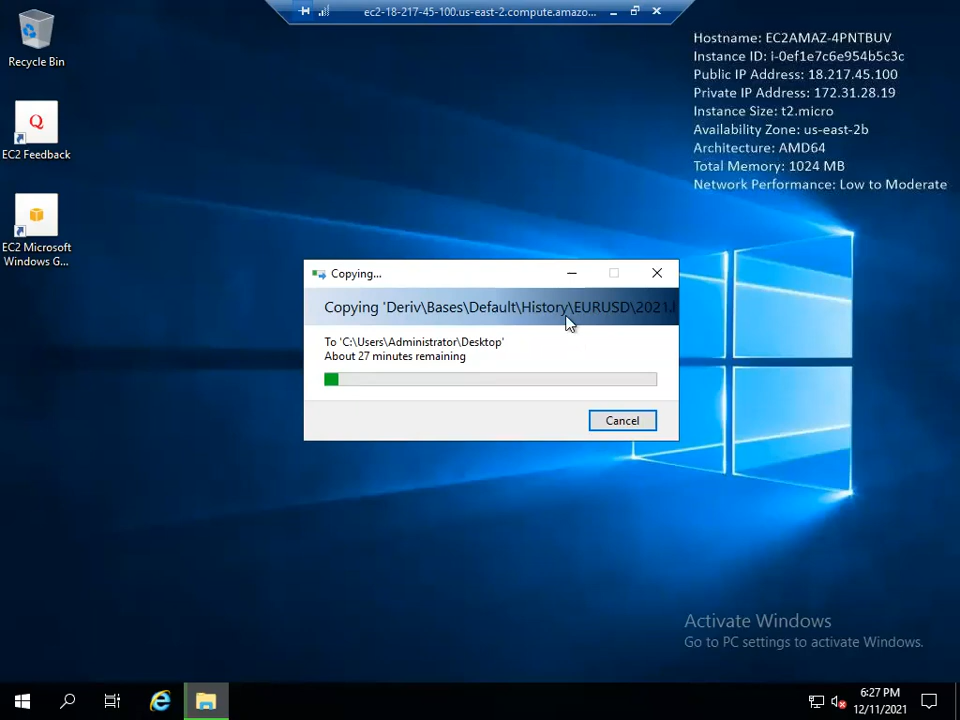 ec2-18-217-45-100.us-east-2.compute.amazo...
Recycle Bin
Q
EC2 Feedback
EC2 Microsoft
Windows G...
Hostname: EC2AMAZ-4PNTBUV
Instance ID: i-0ef1e7c6e954b5c3c
Public IP Address: 18.217.45.100
Private IP Address: 172.31.28.19
Instance Size: t2.micro
Availability Zone: us-east-2b
Architecture: AMD64
Total Memory: 1024 MB
Network Performance: Low to Moderate
Copying...
Copying 'Deriv\Bases\Default\History\EURUSD\2021.
To 'C:\Users\Administrator\Desktop'
About 27 minutes remaining
Cancel
Activate Windows
Go to PC settings to activate Windows.
6:27 PM
12/11/2021